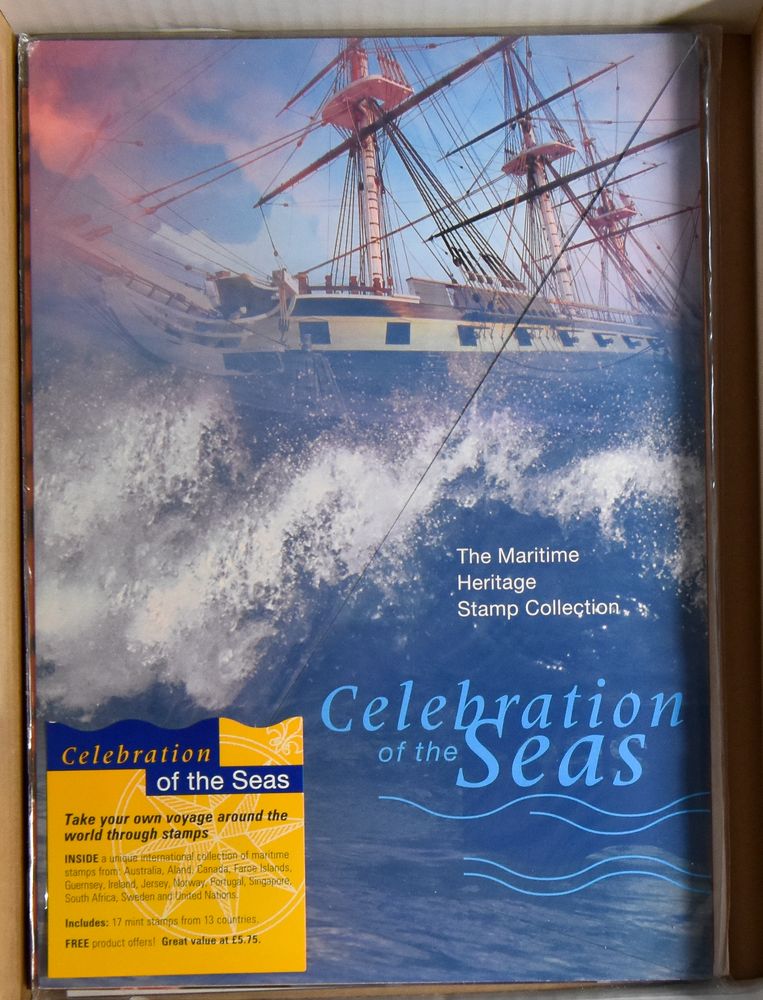 The Maritime
Heritage
Stamp Collection
Celebration
of the Seas
Celebration
of the Seas
Take your own voyage around the
world through stamps
INSIDE a unique international collection of maritime
stamps from: Australia, Aland, Canada, Faroe Islands,
Guernsey, Ireland, Jersey, Norway, Portugal, Singapore,
South Africa, Sweden and United Nations.
Includes: 17 mint stamps from 13 countries.
FREE product offers! Great value at £5.75.